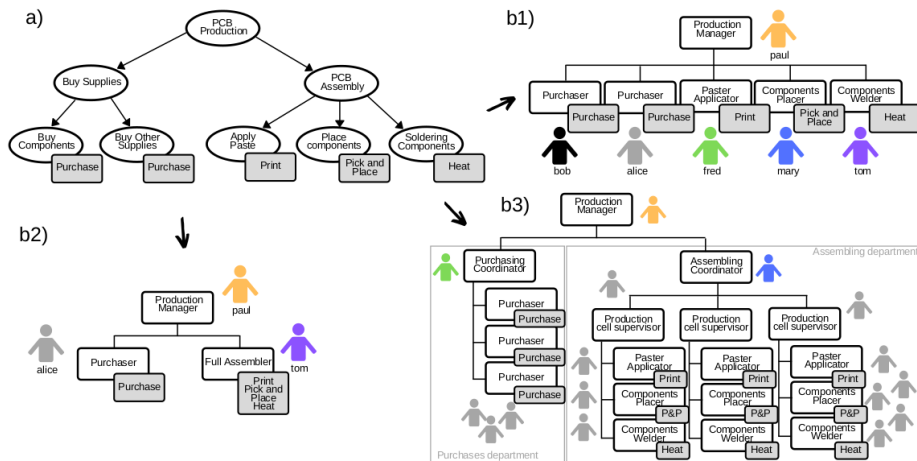 a)
PCB
Production
Buy Supplies
PCB
Assembly
Buy
Components
Purchase
Buy Other
Supplies
Purchase
Apply
Paste
Print
Place
components
Pick and
Place
Soldering
Components
Heat
b1)
Production
Manager
paul
Purchaser
Purchase
Purchaser
Purchase
Paster
Applicator
Print
Components
Placer
Pick and
Place
Components
Welder
Heat
bob
alice
fred
mary
tom
b2)
Production
Manager
paul
alice
Purchaser
Purchase
Full Assembler
Print
Pick and
Place
Heat
tom
b3)
Production
Manager
Purchasing
Coordinator
Purchaser
Purchase
Purchaser
Purchase
Purchaser
Purchase
Purchases department
Assembling department
Assembling
Coordinator
Production
cell supervisor
Paster
Applicator
Print
Components
Placer
P&P
Components
Welder
Heat
Production
cell supervisor
Paster
Applicator
Print
Components
Placer
P&P
Components
Welder
Heat
Production
cell supervisor
Paster
Applicator
Print
Components
Placer
P&P
Components
Welder
Heat